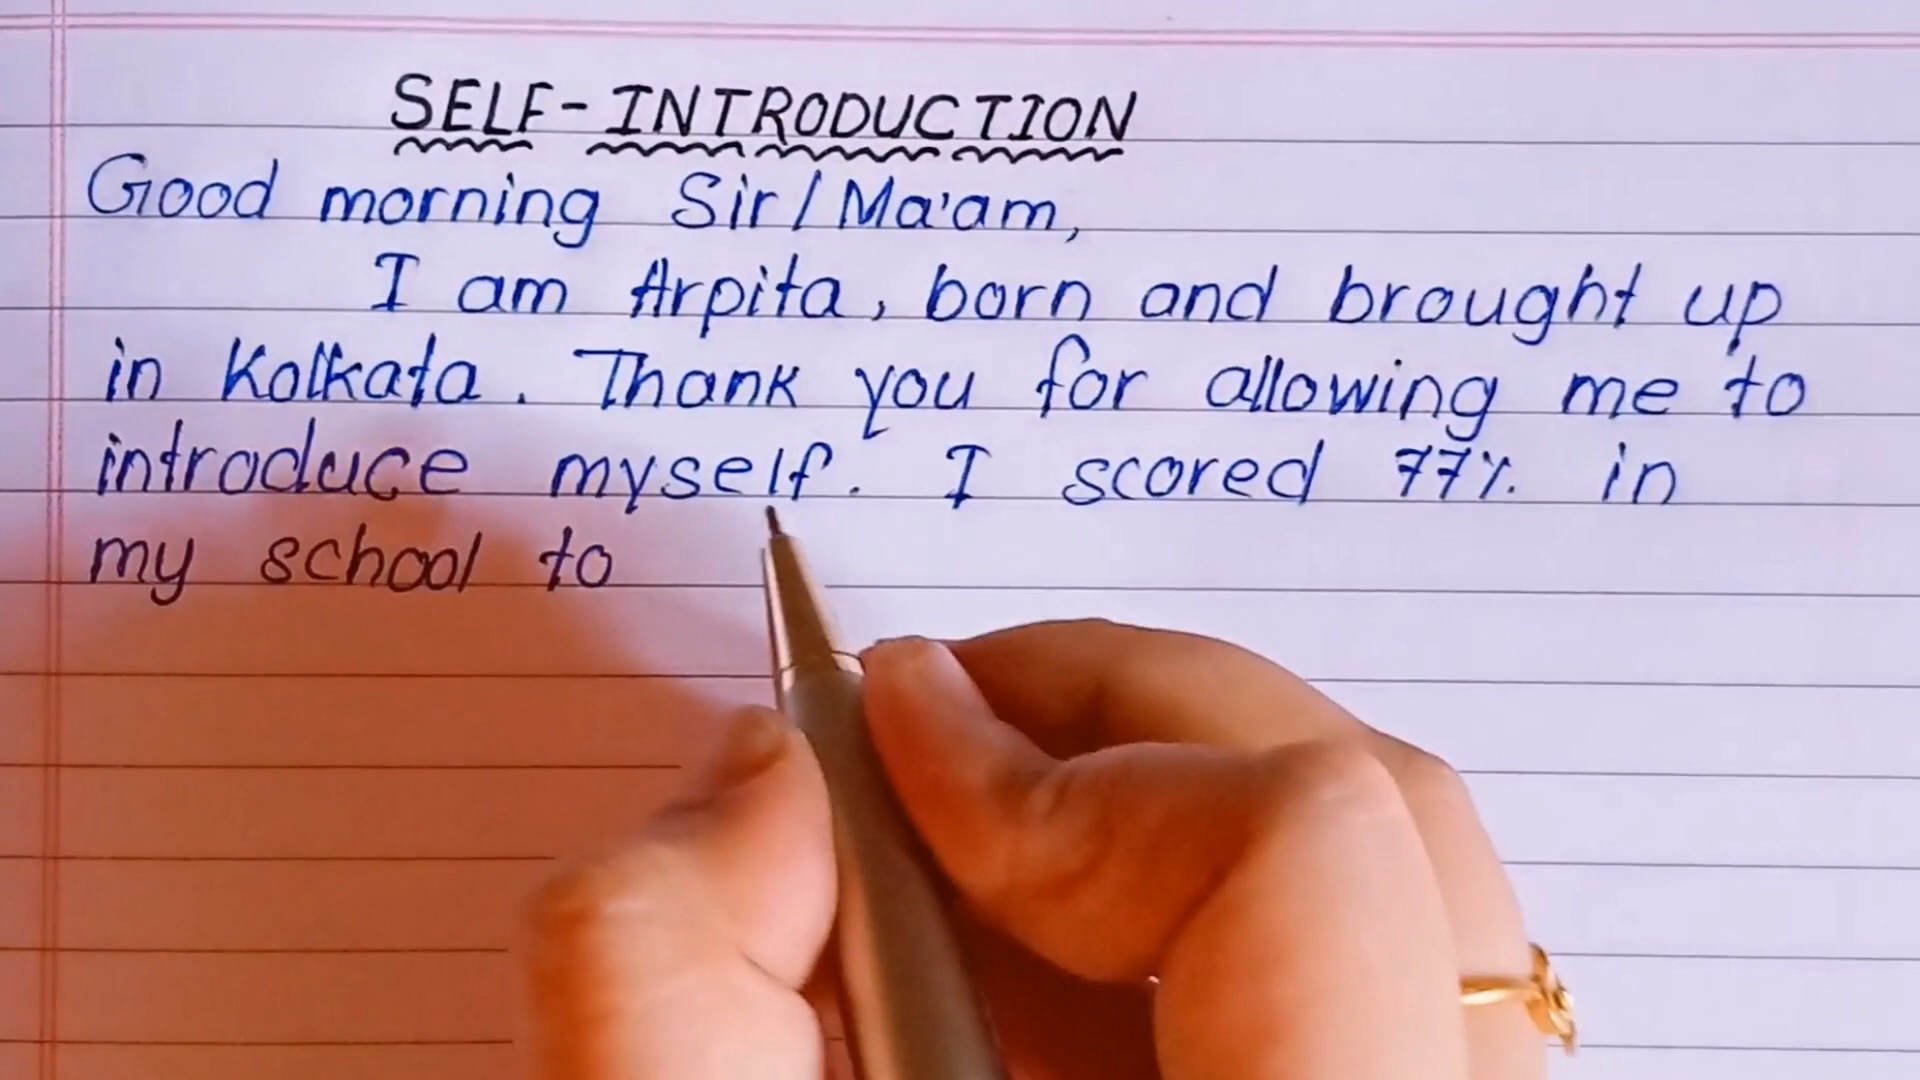 SELF-INTRODUCTION
Good morning Sir/Ma'am,
I am Arpita, born and brought up
in Kolkata. Thank you for allowing me to
introduce myself. I scored 77% in
my school to